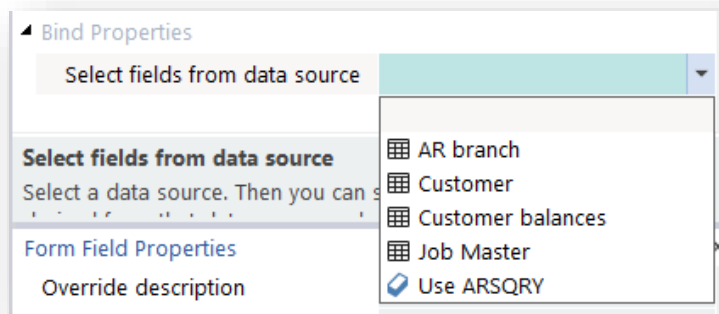 Bind Properties
Select fields from data source
AR branch
Customer
Customer balances
Job Master
Use ARSQRY
Select fields from data source
Select a data source. Then you can s
Form Field Properties
Override description